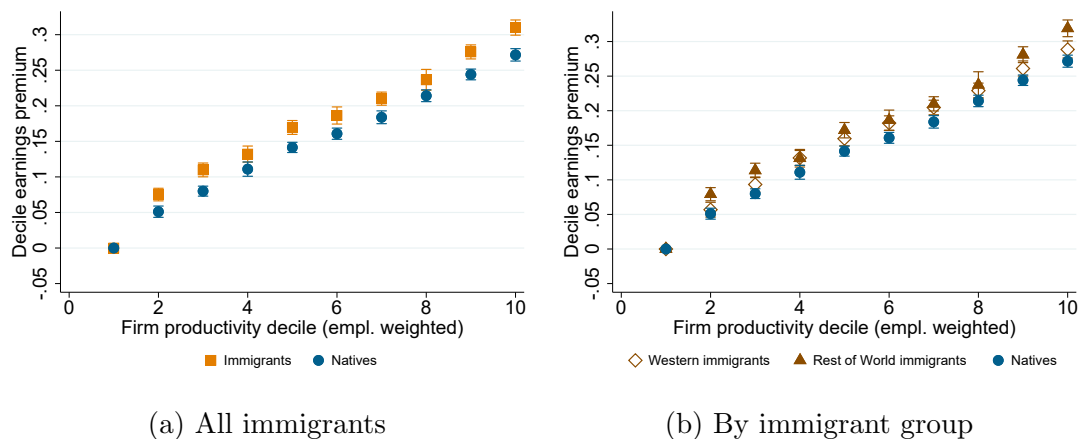 Decile earnings premium
.3
.25
.2
.15
.1
.05
0
-.05
0 2 4 6 8 10
Firm productivity decile (empl. weighted)
Immigrants Natives
(a) All immigrants
Decile earnings premium
.3
.25
.2
.15
.1
.05
0
-.05
0 2 4 6 8 10
Firm productivity decile (empl. weighted)
Western immigrants Rest of World immigrants Natives
(b) By immigrant group